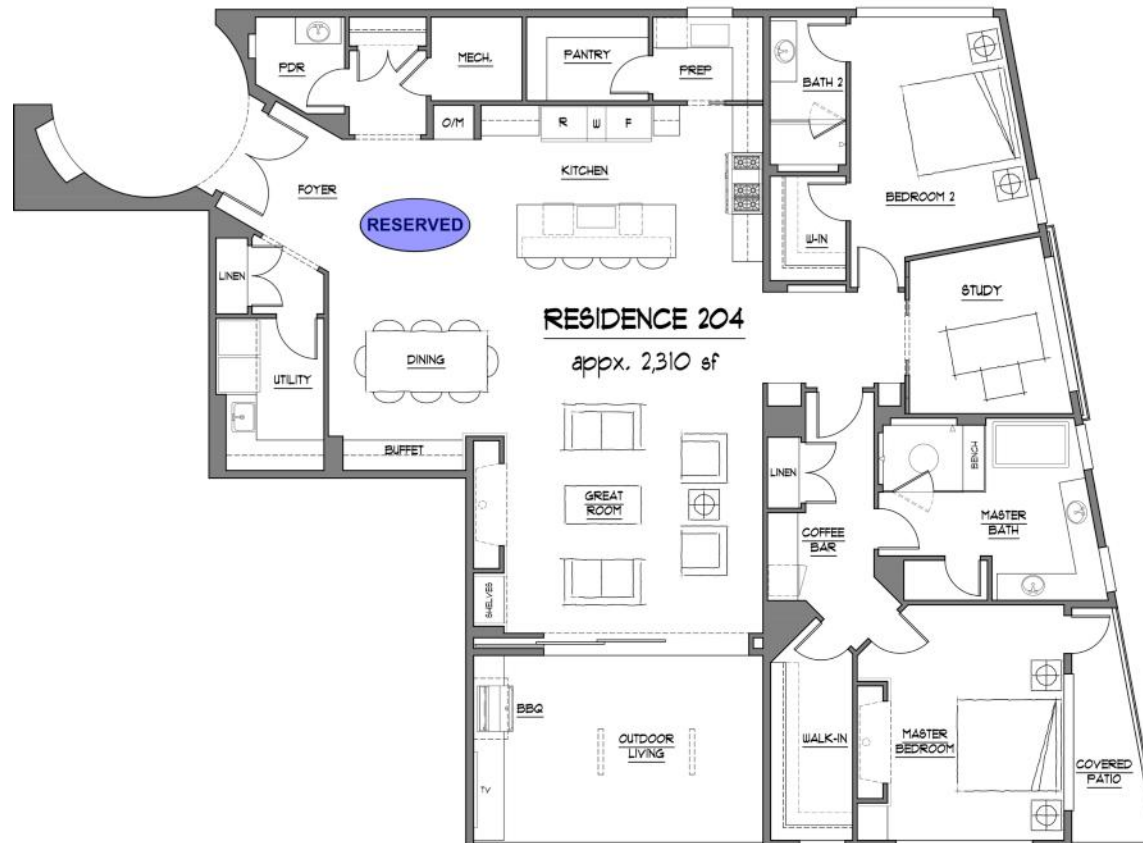 PDR
MECH.
PANTRY
PREP
BATH 2
O/M
R
W
F
KITCHEN
FOYER
RESERVED
BEDROOM 2
W-IN
LINEN
STUDY
RESIDENCE 204
appx. 2,310 sf
DINING
UTILITY
BUFFET
LINEN
BENCH
GREAT
ROOM
COFFEE
BAR
MASTER
BATH
SHELVES
BBQ
OUTDOOR
LIVING
TV
WALK-IN
MASTER
BEDROOM
COVERED
PATIO